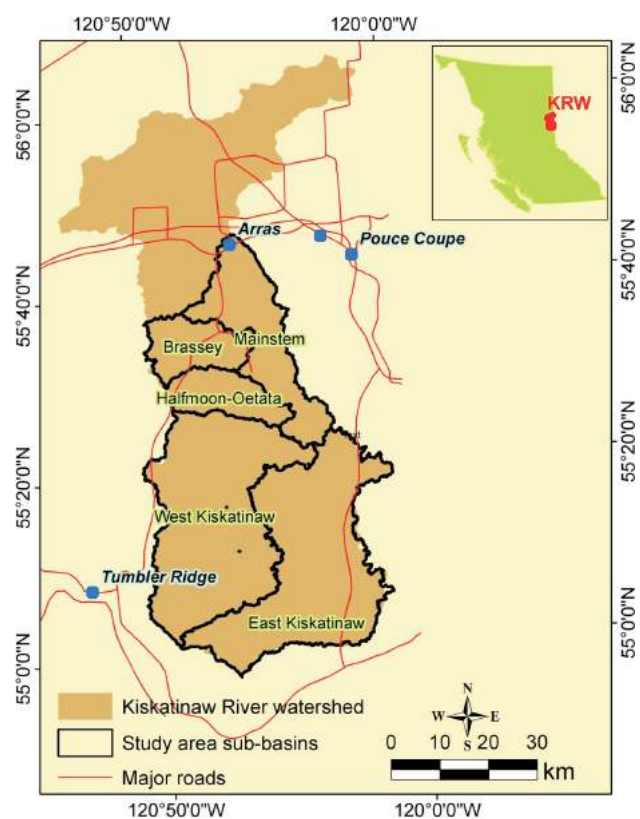 120°50'0"W
120°0'0"W
56°0'0"N
56°0'0"N
KRW
Arras
Pouce Coupe
55°40'0"N
55°40'0"N
Mainstem
Brassey
Halfmoon-Oetata
55°20'0"N
55°20'0"N
West Kiskatinaw
Tumbler Ridge
East Kiskatinaw
55°0'0"N
55°0'0"N
Kiskatinaw River watershed
Study area sub-basins
Major roads
N
W
E
S
0 10 20 30
km
120°50'0"W
120°0'0"W